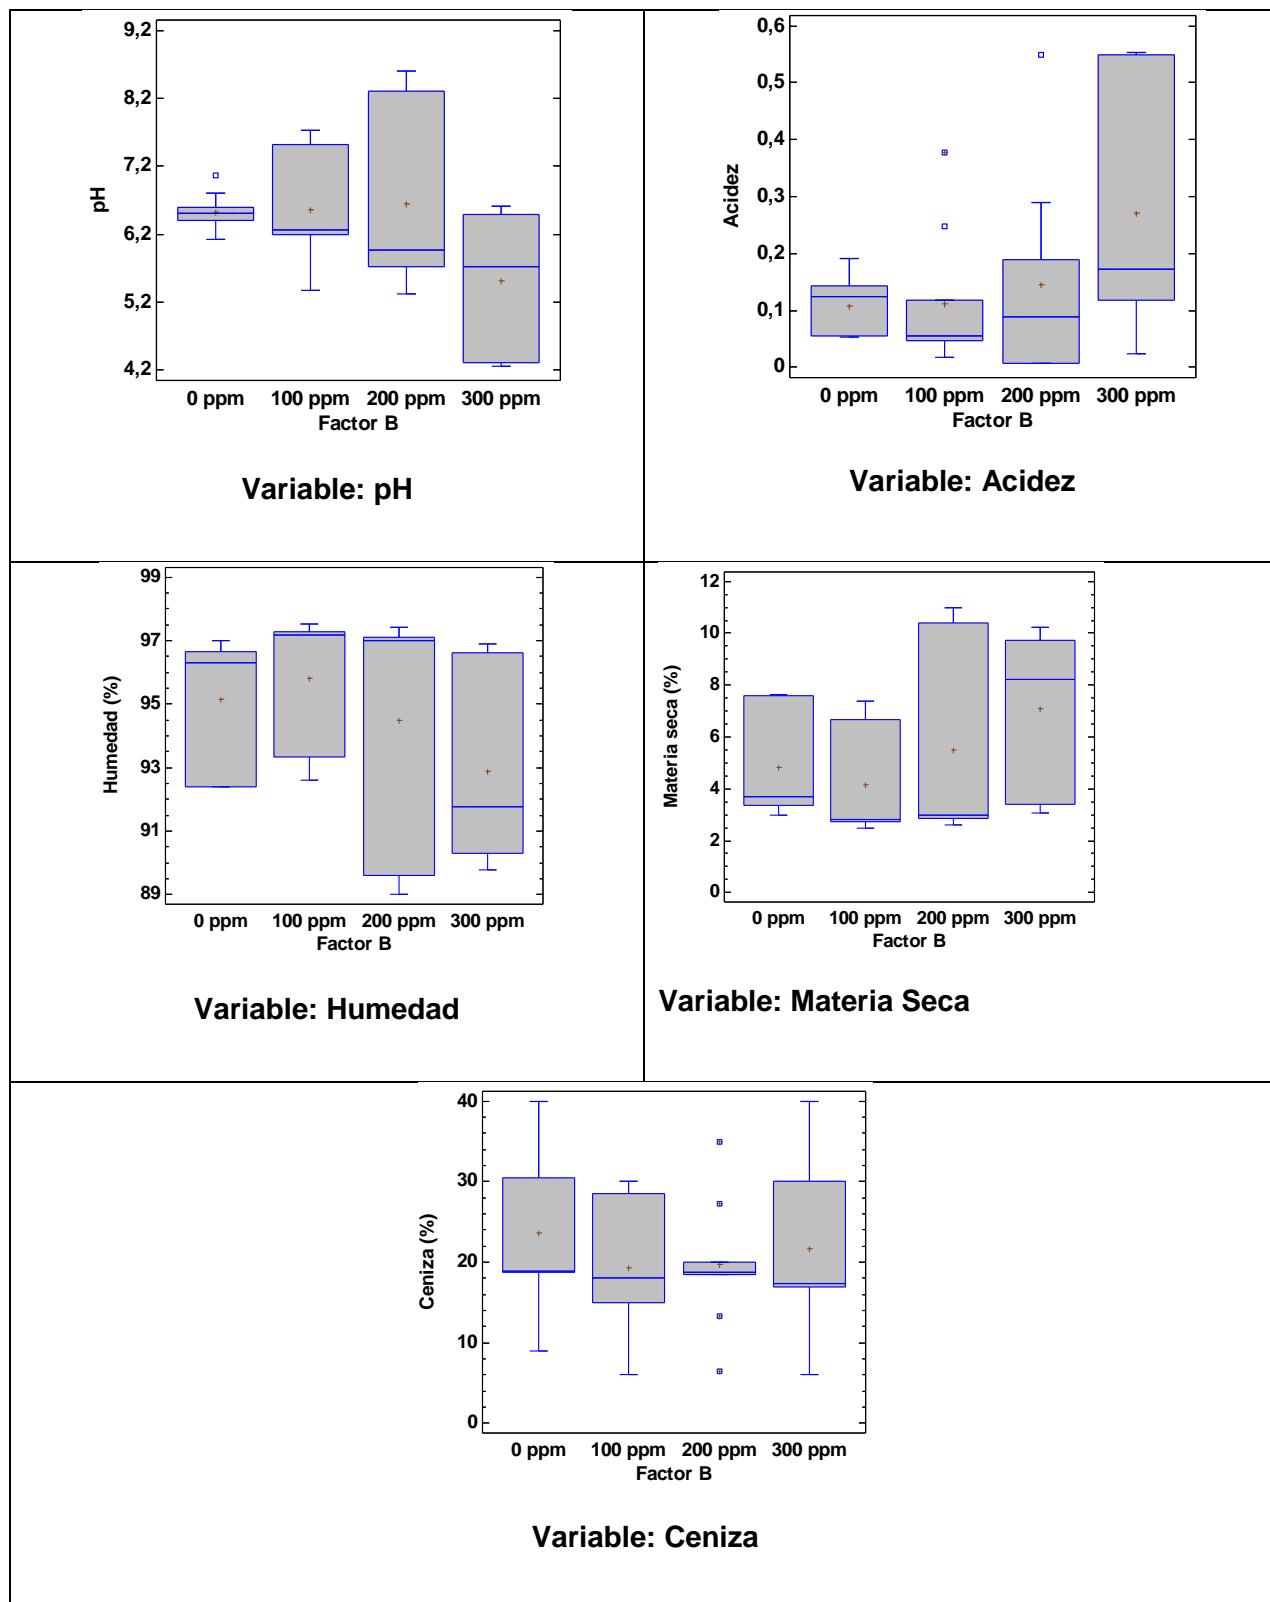 9,2
8,2
7,2
6,2
5,2
4,2
pH
0 ppm 100 ppm 200 ppm 300 ppm
Factor B
Variable: pH
0,6
0,5
0,4
0,3
0,2
0,1
0
Acidez
0 ppm 100 ppm 200 ppm 300 ppm
Factor B
Variable: Acidez
99
97
95
93
91
89
Humedad (%)
0 ppm 100 ppm 200 ppm 300 ppm
Factor B
Variable: Humedad
12
10
8
6
4
2
0
Materia seca (%)
0 ppm 100 ppm 200 ppm 300 ppm
Factor B
Variable: Materia Seca
40
30
20
10
0
Ceniza (%)
0 ppm 100 ppm 200 ppm 300 ppm
Factor B
Variable: Ceniza